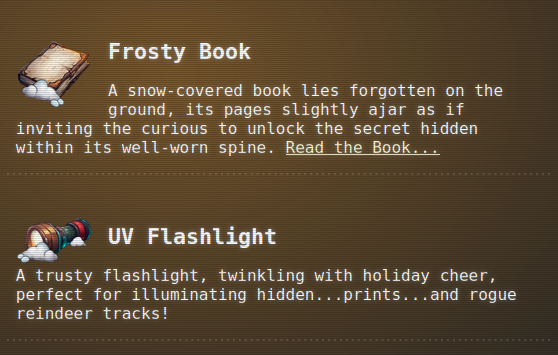 Frosty Book
A snow-covered book lies forgotten on the
ground, its pages slightly ajar as if
inviting the curious to unlock the secret hidden
within its well-worn spine. Read the Book...
UV Flashlight
A trusty flashlight, twinkling with holiday cheer,
perfect for illuminating hidden...prints...and rogue
reindeer tracks!